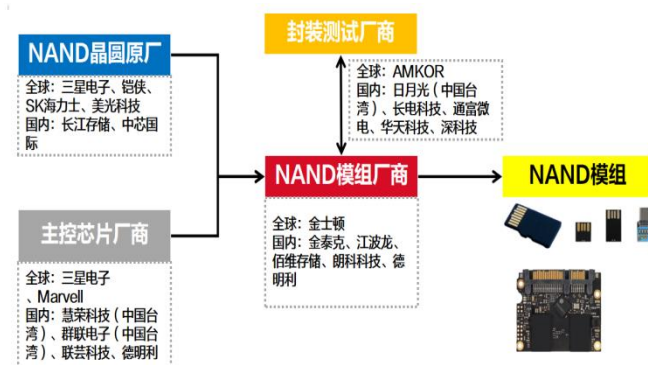 NAND晶圆原厂
全球：三星电子、铠侠、
SK海力士、美光科技
国内：长江存储、中芯国
际
主控芯片厂商
全球：三星电子
、Marvell
国内：慧荣科技（中国台
湾）、群联电子（中国台
湾）、联芸科技、德明利
封装测试厂商
全球：AMKOR
国内：日月光（中国台
湾）、长电科技、通富微
电、华天科技、深科技
NAND模组厂商
全球：金士顿
国内：金泰克、江波龙、
佰维存储、朗科科技、德
明利
NAND模组